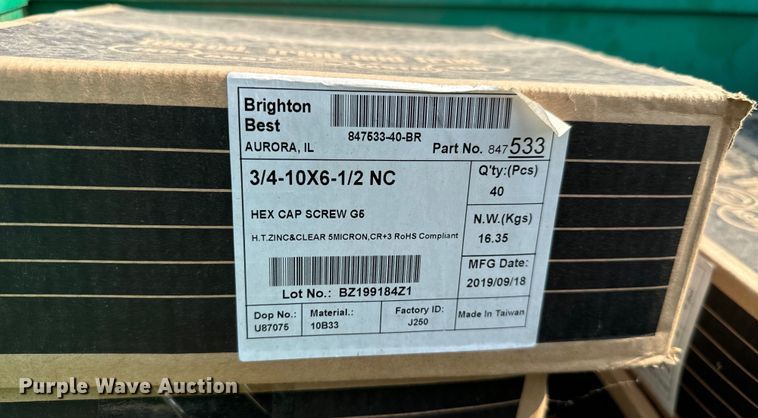 Brighton
Best
AURORA, IL
847533-40-BR
Part No. 847533
3/4-10X6-1/2 NC
HEX CAP SCREW G5
H.T.ZINC&CLEAR 5MICRON,CR+3 RoHS Compliant
Lot No.: BZ199184Z1
Q'ty:(Pcs)
40
N.W.(Kgs)
16.35
MFG Date:
2019/09/18
Dop No.:
U87075
Material.:
10B33
Factory ID:
J250
Made In Taiwan
Purple Wave Auction